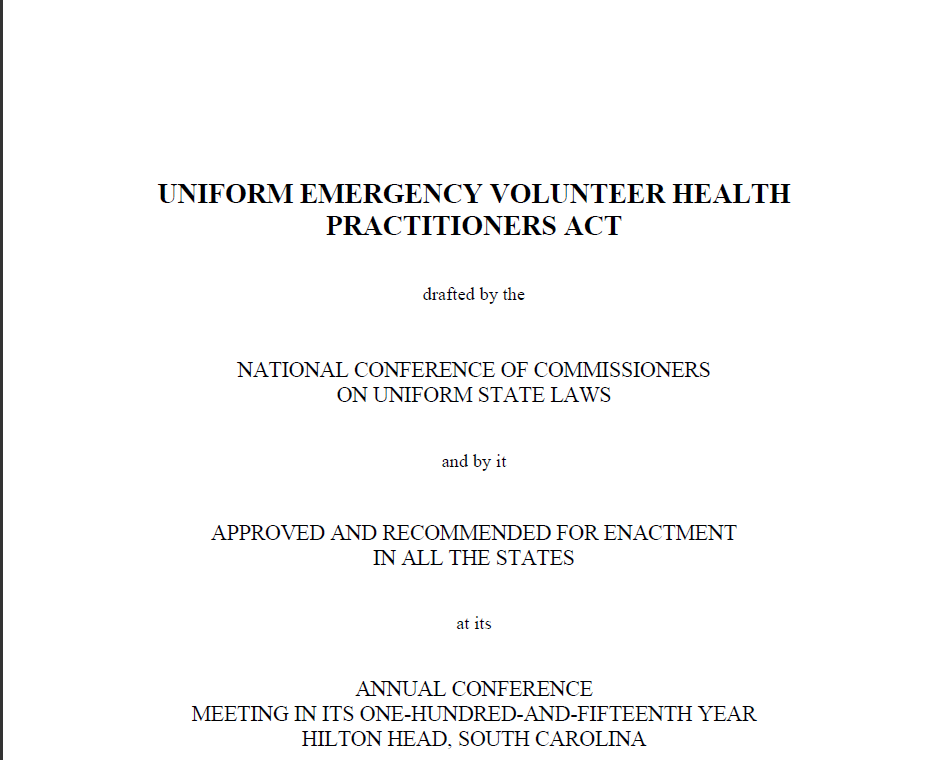 UNIFORM EMERGENCY VOLUNTEER HEALTH
PRACTITIONERS ACT
drafted by the
NATIONAL CONFERENCE OF COMMISSIONERS
ON UNIFORM STATE LAWS
and by it
APPROVED AND RECOMMENDED FOR ENACTMENT
IN ALL THE STATES
at its
ANNUAL CONFERENCE
MEETING IN ITS ONE-HUNDRED-AND-FIFTEENTH YEAR
HILTON HEAD, SOUTH CAROLINA